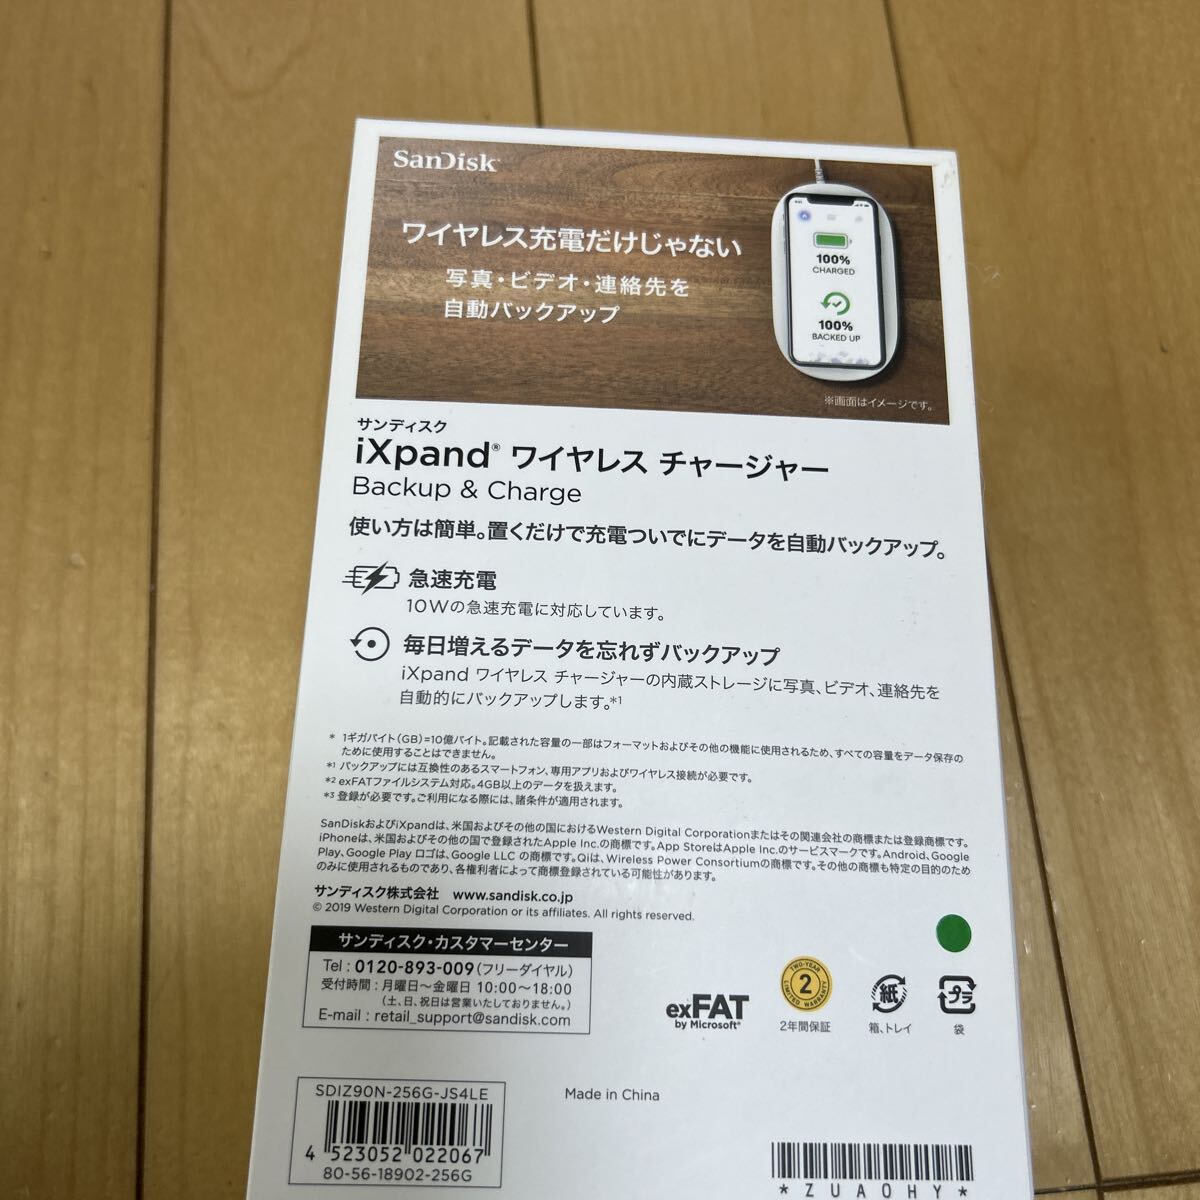 SanDisk
ワイヤレス充電だけじゃない
写真・ビデオ・連絡先を
自動バックアップ
100%
CHARGED
100%
BACKED UP
※画面はイメージです。
サンディスク
iXpand® ワイヤレス チャージャー
Backup & Charge
使い方は簡単。置くだけで充電ついでにデータを自動バックアップ。
急速充電
10Wの急速充電に対応しています。
毎日増えるデータを忘れずバックアップ
iXpand ワイヤレス チャージャーの内蔵ストレージに写真、ビデオ、連絡先を
自動的にバックアップします。*1
* 1ギガバイト(GB)=10億バイト。記載された容量の一部はフォーマットおよびその他の機能に使用されるため、すべての容量をデータ保存の
ために使用することはできません。
*1 バックアップには互換性のあるスマートフォン、専用アプリおよびワイヤレス接続が必要です。
*2 exFATファイルシステム対応。4GB以上のデータを扱えます。
*3 登録が必要です。ご利用になる際には、諸条件が適用されます。
SanDiskおよびiXpandは、米国およびその他の国におけるWestern Digital Corporationまたはその関連会社の商標または登録商標です。
iPhoneは、米国およびその他の国で登録されたApple Inc.の商標です。App StoreはApple Inc.のサービスマークです。Android、Google
Play、Google Play ロゴは、Google LLC の商標です。Qiは、Wireless Power Consortiumの商標です。その他の商標も特定の目的のため
のみに使用されるものであり、各権利者によって商標登録されている可能性があります。
サンディスク株式会社 www.sandisk.co.jp
© 2019 Western Digital Corporation or its affiliates. All rights reserved.
サンディスク・カスタマーセンター
Tel : 0120-893-009(フリーダイヤル)
受付時間 : 月曜日〜金曜日 10:00〜18:00
(土、日、祝日は営業いたしておりません。)
E-mail : retail_support@sandisk.com
exFAT
by Microsoft®
TWO-YEAR
2
LIMITED WARRANTY
2年間保証
紙
箱、トレイ
プラ
袋
SDIZ90N-256G-JS4LE
4 523052 022067
80-56-18902-256G
Made in China
* Z U A 0 H Y *